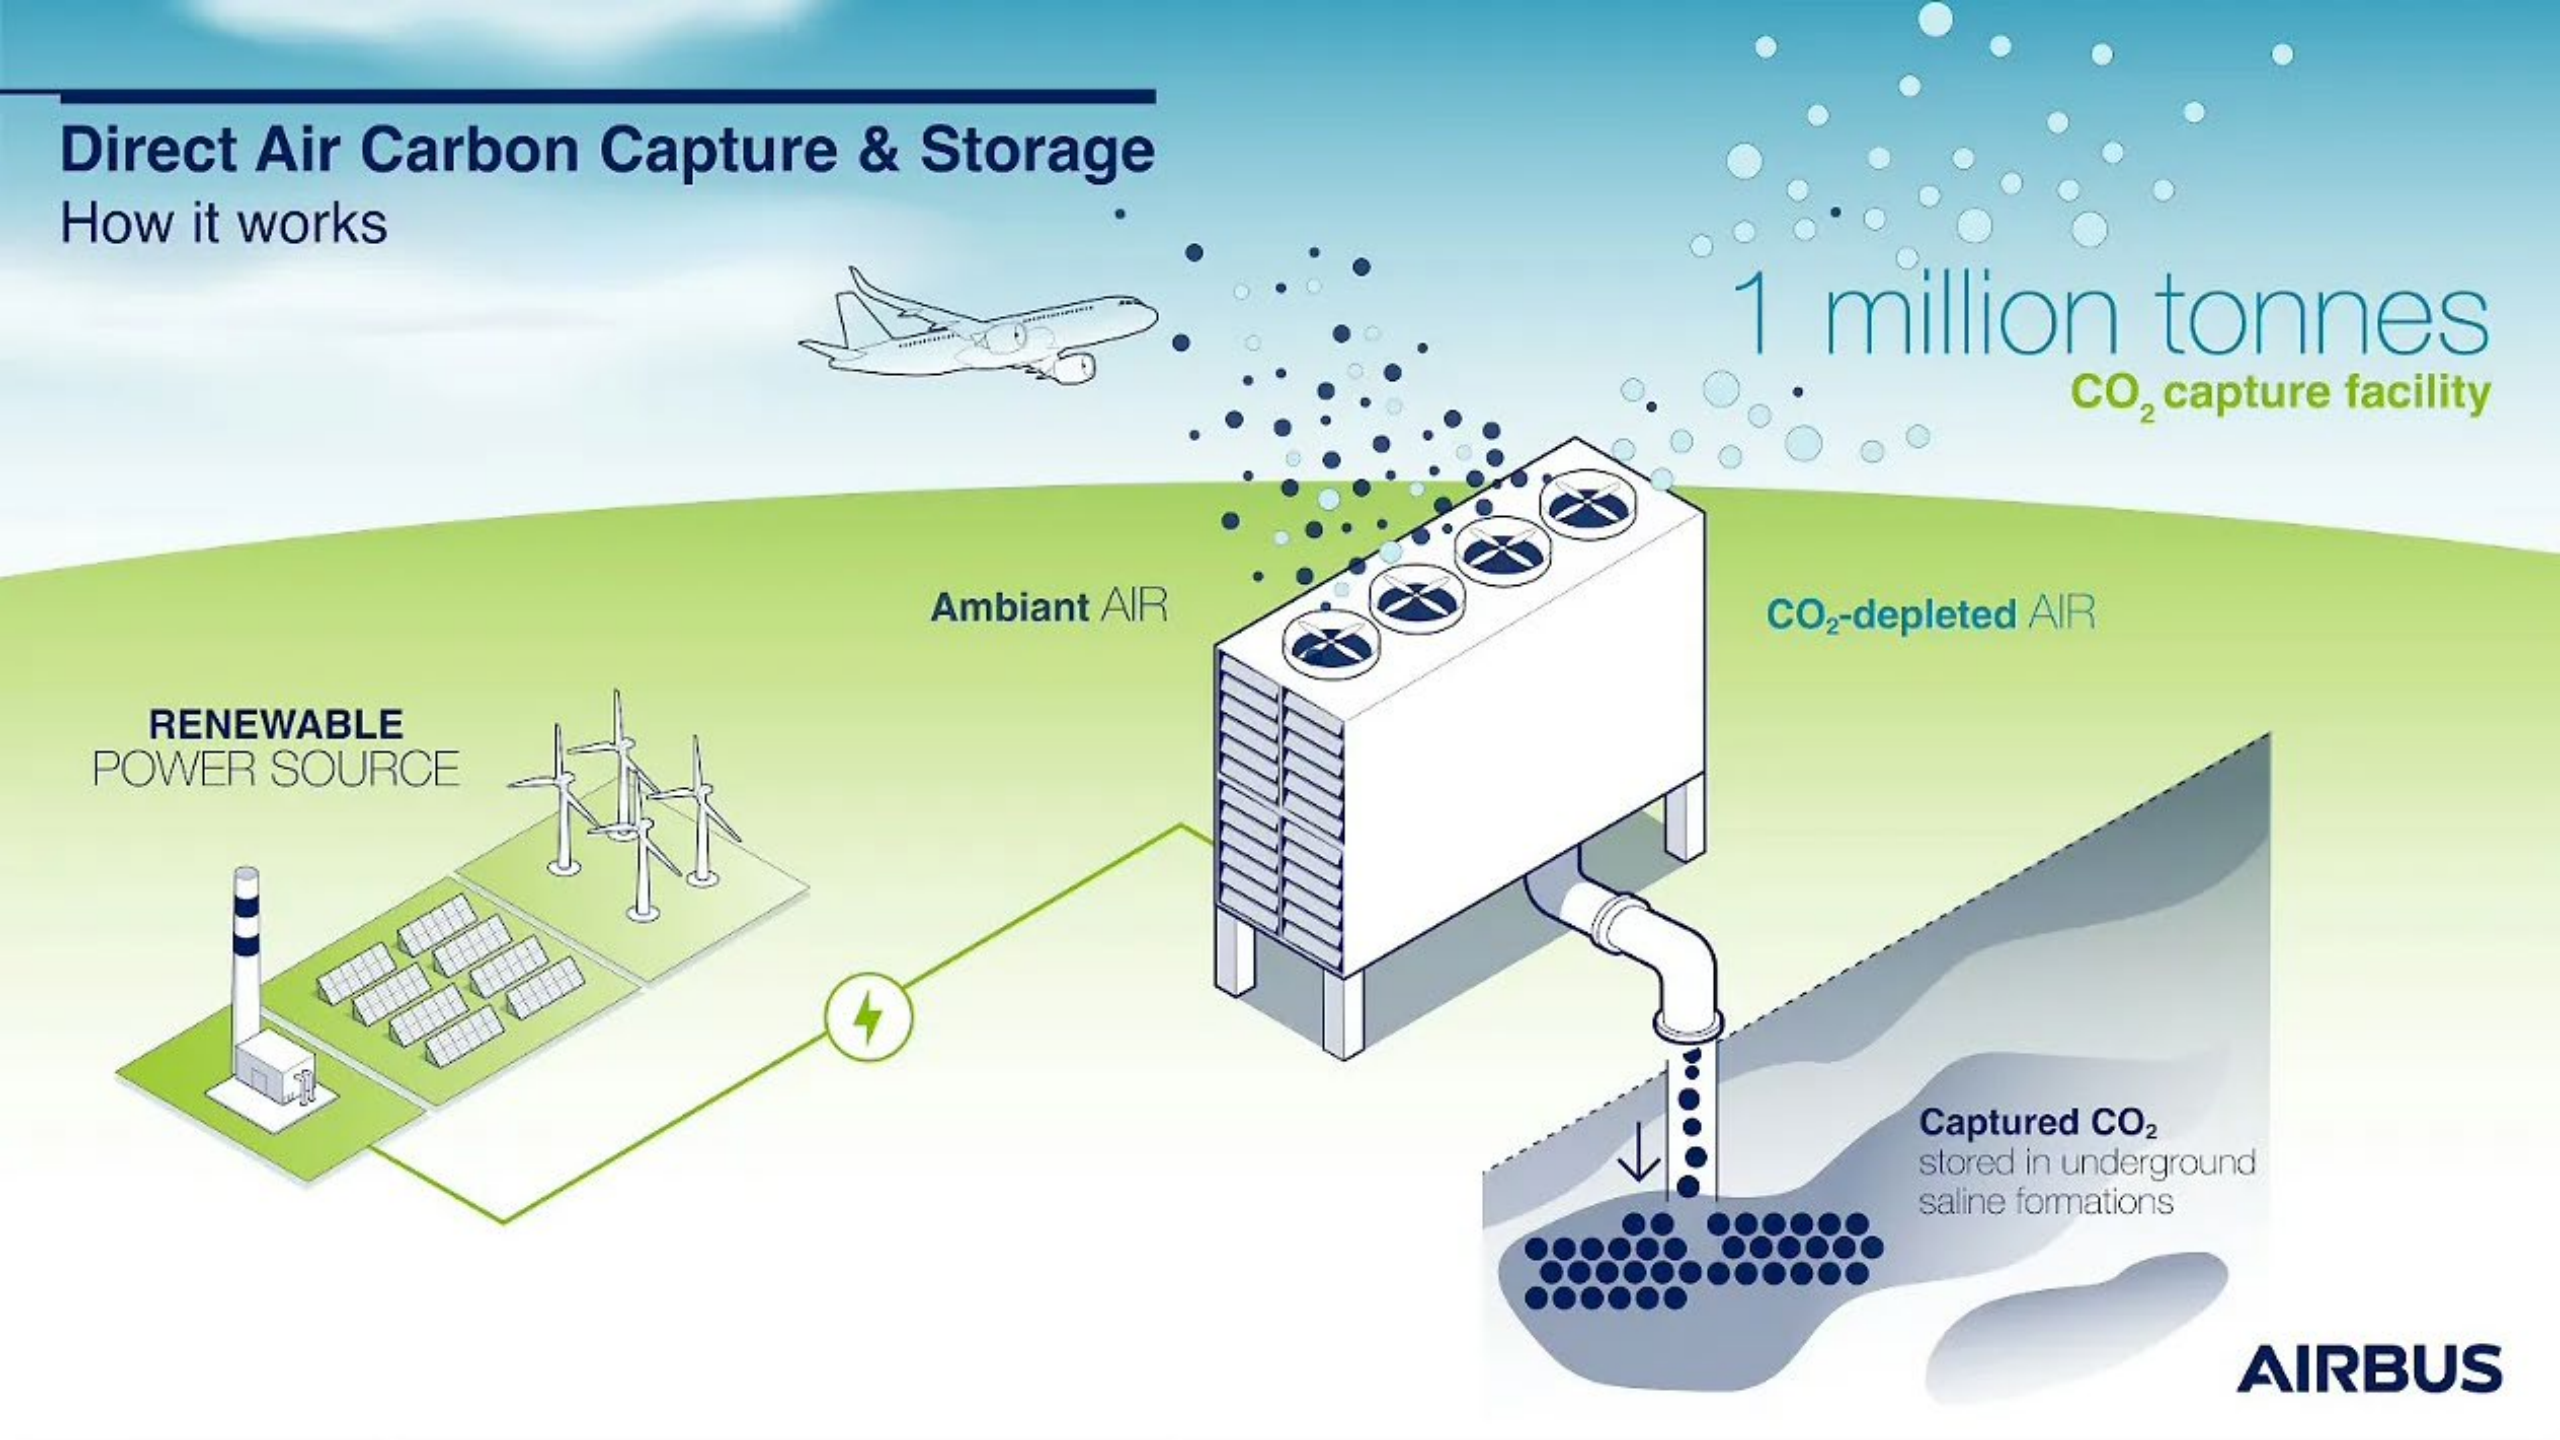 Direct Air Carbon Capture & Storage
How it works
1 million tonnes
CO₂ capture facility
Ambiant AIR
CO₂-depleted AIR
RENEWABLE
POWER SOURCE
Captured CO₂
stored in underground
saline formations
AIRBUS